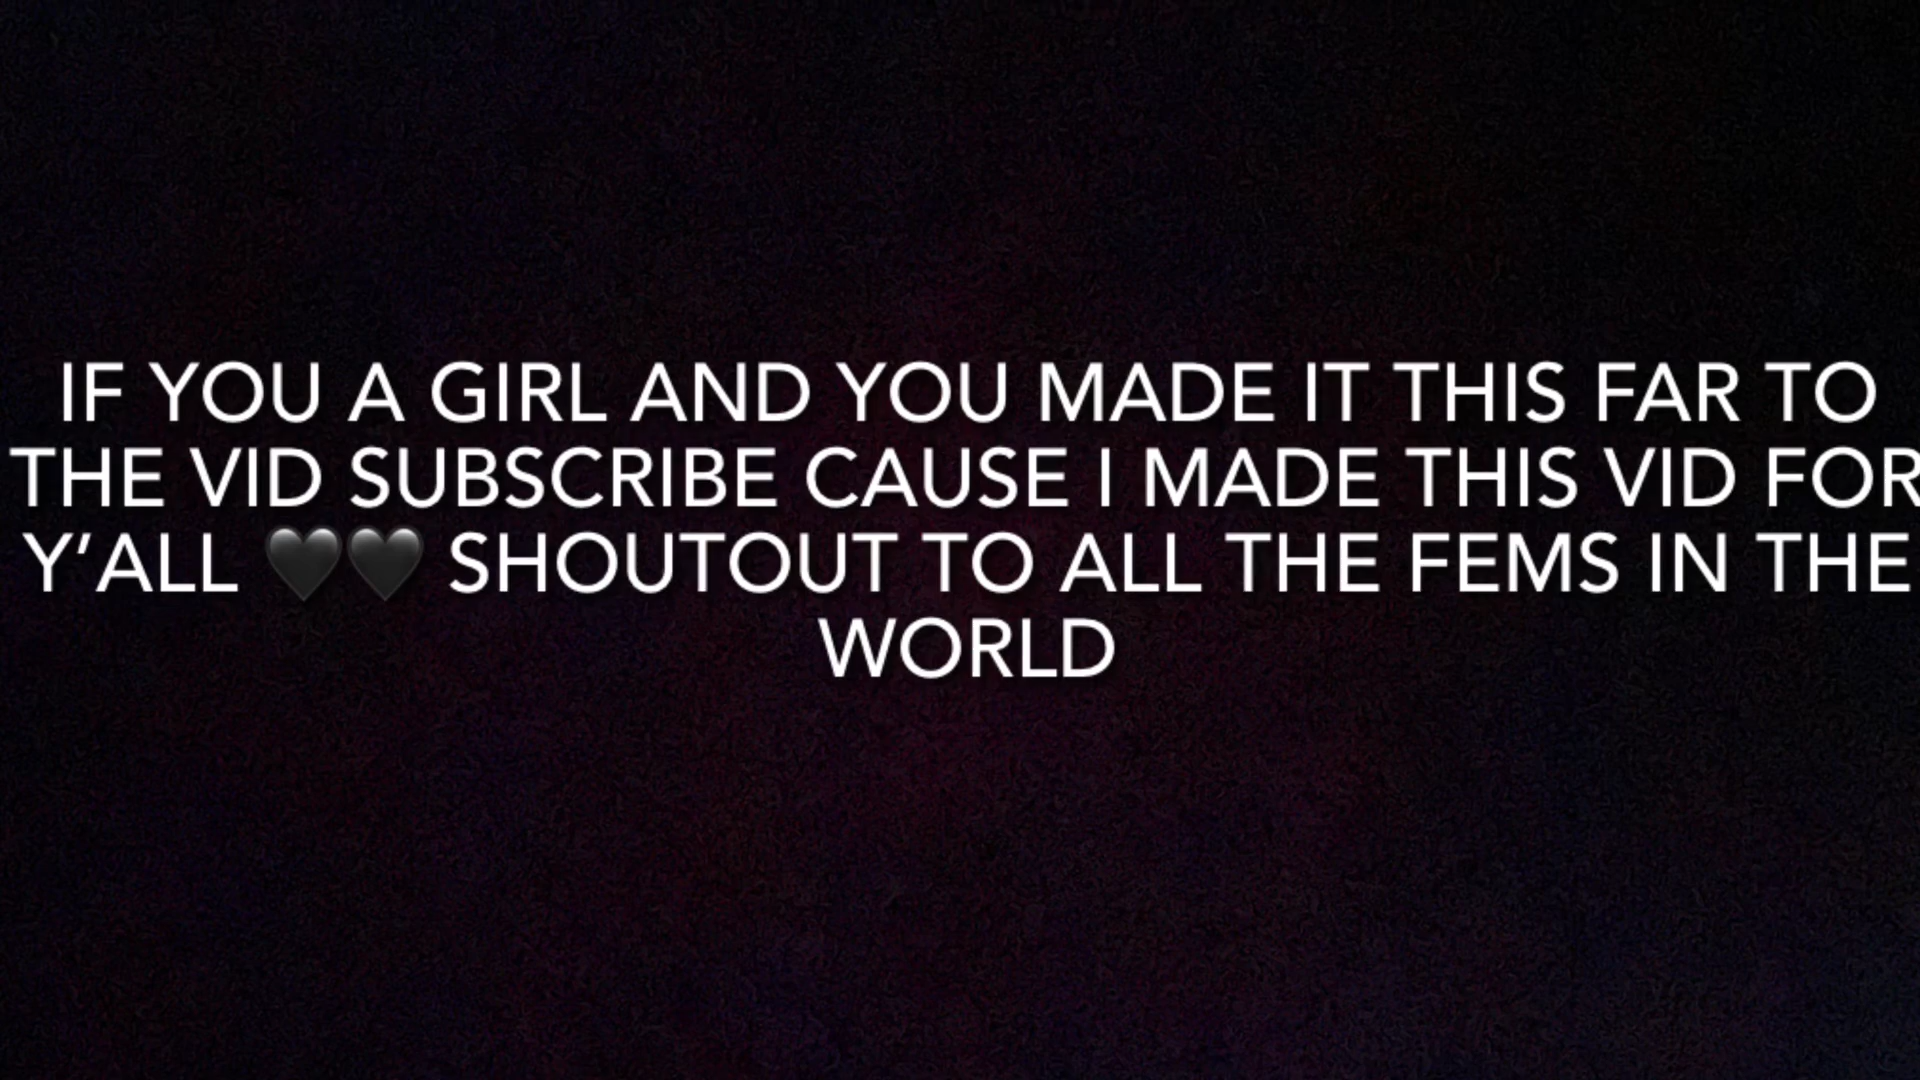 IF YOU A GIRL AND YOU MADE IT THIS FAR TO
THE VID SUBSCRIBE CAUSE I MADE THIS VID FOR
Y’ALL 🖤🖤 SHOUTOUT TO ALL THE FEMS IN THE
WORLD